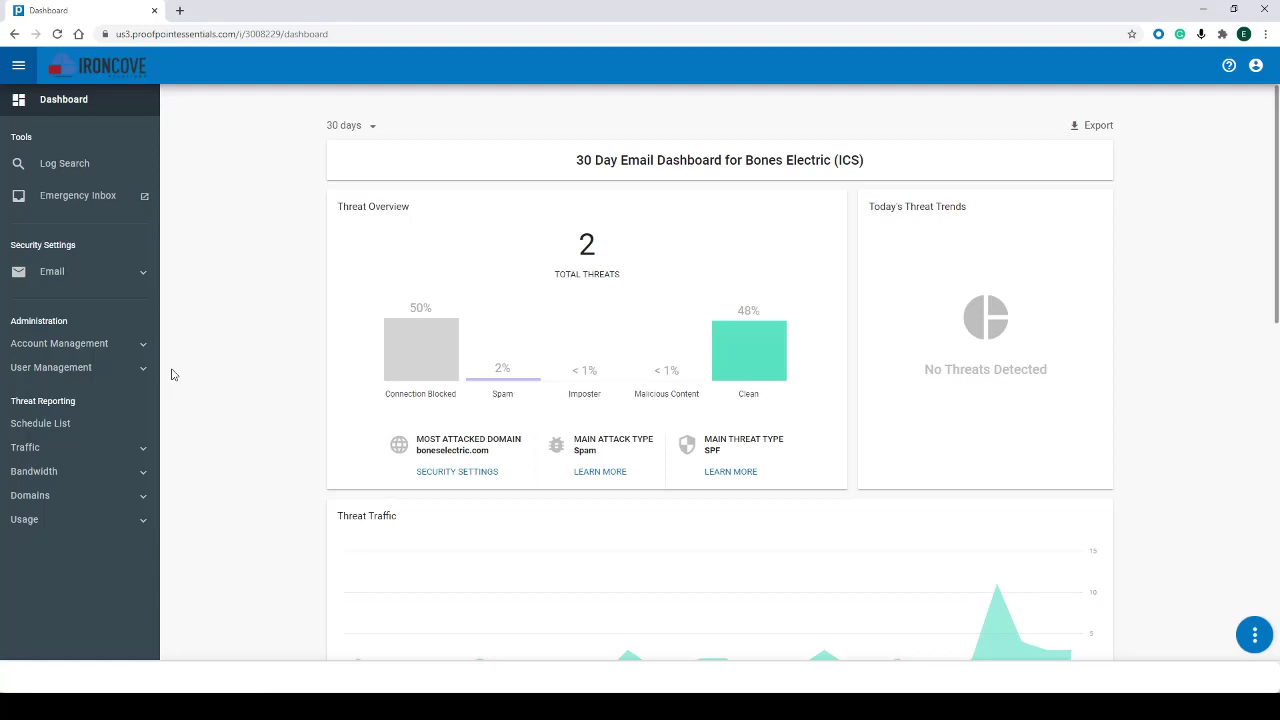 Dashboard
us3.proofpointessentials.com/i/3008229/dashboard
E
IRONCOVE
Dashboard
Tools
Log Search
Emergency Inbox
Security Settings
Email
Administration
Account Management
User Management
Threat Reporting
Schedule List
Traffic
Bandwidth
Domains
Usage
30 days
Export
30 Day Email Dashboard for Bones Electric (ICS)
Threat Overview
2
TOTAL THREATS
50%
2%
< 1%
< 1%
48%
Connection Blocked
Spam
Imposter
Malicious Content
Clean
MOST ATTACKED DOMAIN
boneselectric.com
SECURITY SETTINGS
MAIN ATTACK TYPE
Spam
LEARN MORE
MAIN THREAT TYPE
SPF
LEARN MORE
Today's Threat Trends
No Threats Detected
Threat Traffic
15
10
5